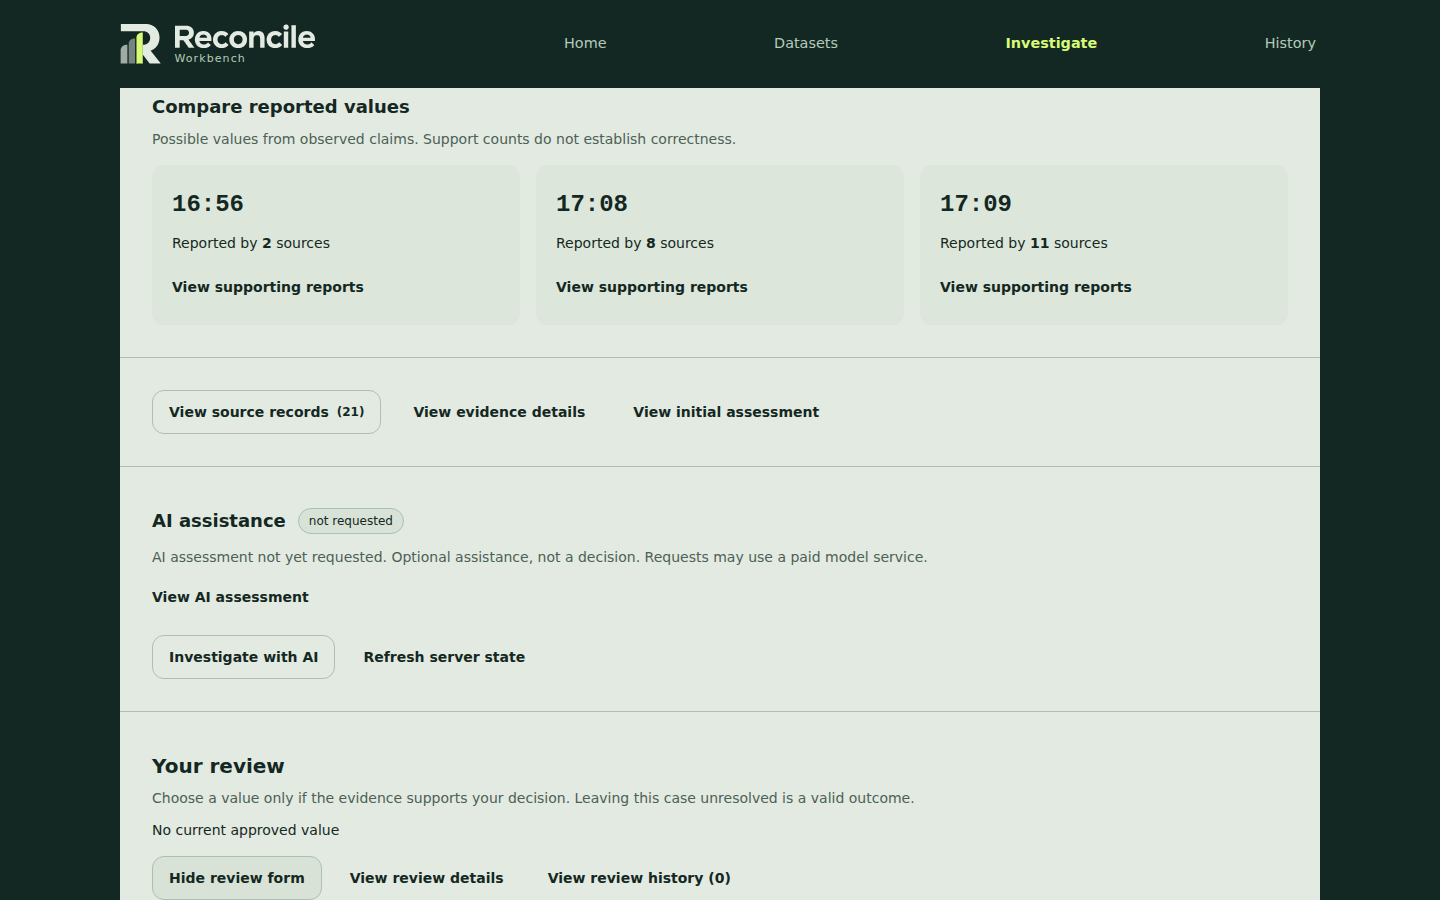 Reconcile
Workbench
Home
Datasets
Investigate
History
Compare reported values
Possible values from observed claims. Support counts do not establish correctness.
16:56
Reported by 2 sources
View supporting reports
17:08
Reported by 8 sources
View supporting reports
17:09
Reported by 11 sources
View supporting reports
View source records (21)
View evidence details
View initial assessment
AI assistance
not requested
AI assessment not yet requested. Optional assistance, not a decision. Requests may use a paid model service.
View AI assessment
Investigate with AI
Refresh server state
Your review
Choose a value only if the evidence supports your decision. Leaving this case unresolved is a valid outcome.
No current approved value
Hide review form
View review details
View review history (0)